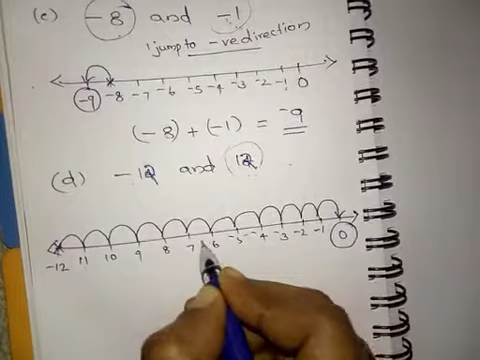 (c) -8 and -1
1 jump to -ve direction
-9 -8 -7 -6 -5 -4 -3 -2 -1 0
(-8) + (-1) = -9
(d) -12 and 12
-12 11 10 9 8 7 6 -5 -4 -3 -2 -1 0